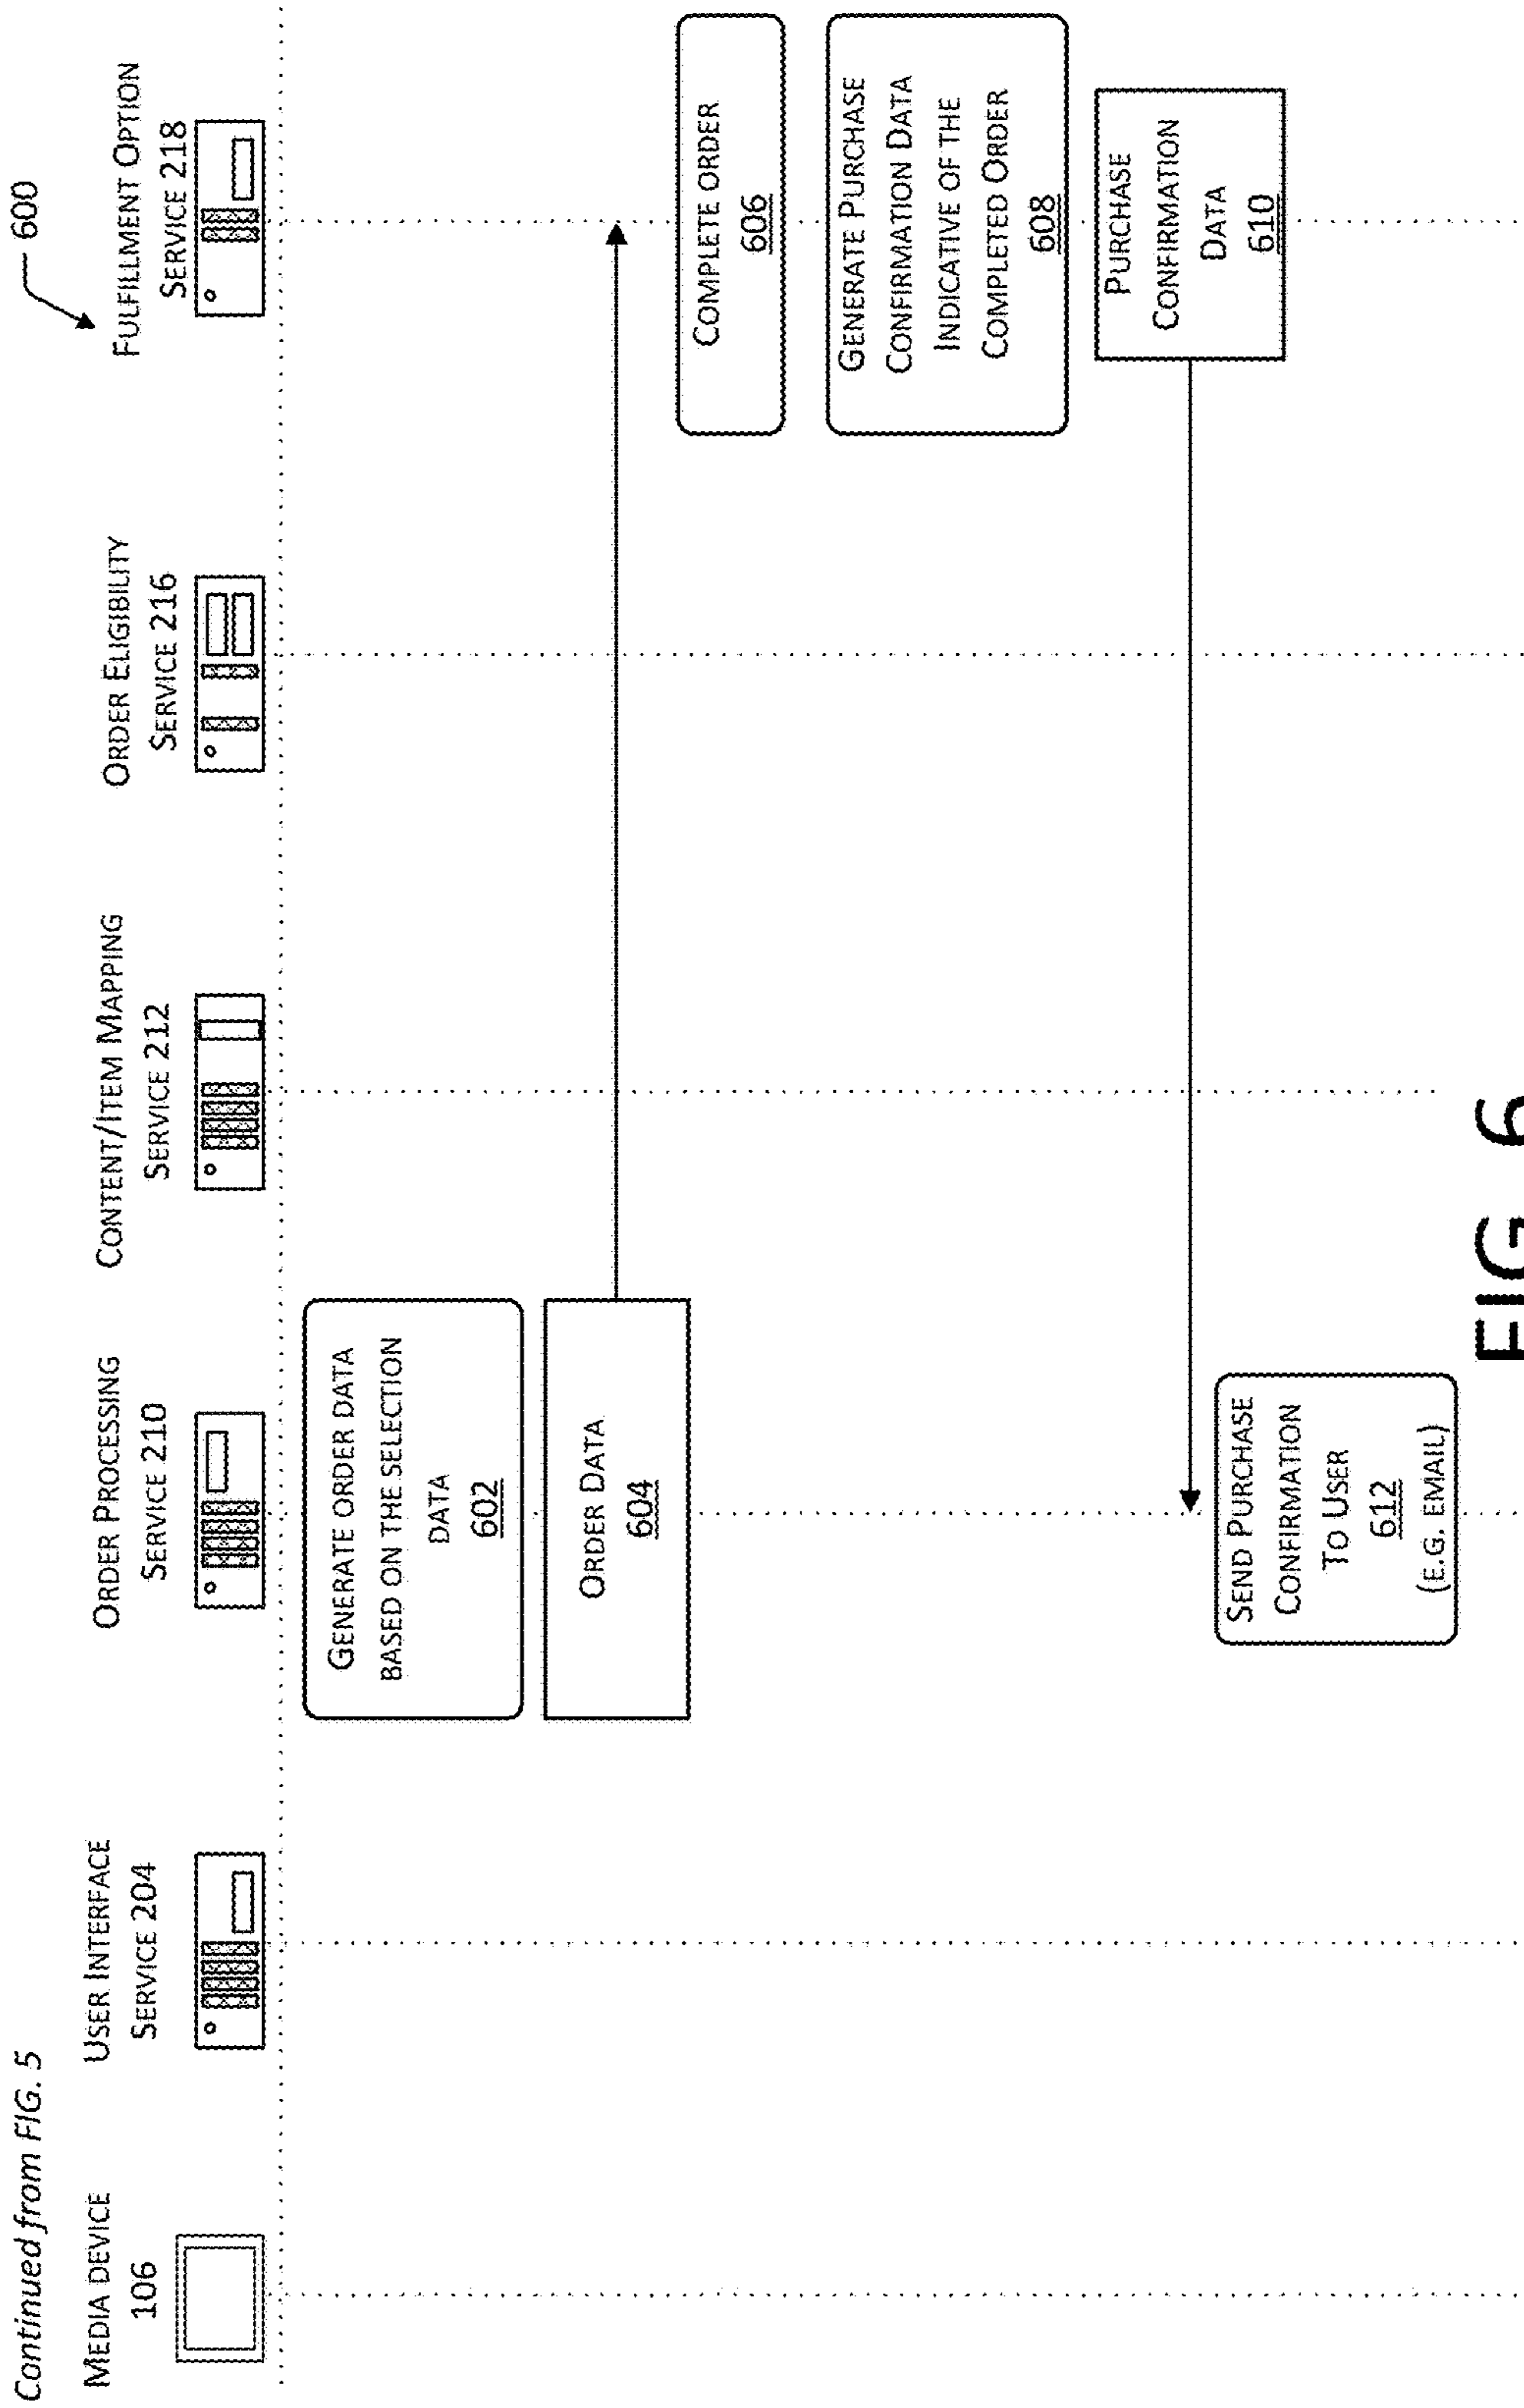 Continued from FIG. 5
600
MEDIA DEVICE
106
USER INTERFACE
SERVICE 204
ORDER PROCESSING
SERVICE 210
CONTENT/ITEM MAPPING
SERVICE 212
ORDER ELIGIBILITY
SERVICE 216
FULFILLMENT OPTION
SERVICE 218
GENERATE ORDER DATA
BASED ON THE SELECTION
DATA
602
ORDER DATA
604
COMPLETE ORDER
606
GENERATE PURCHASE
CONFIRMATION DATA
INDICATIVE OF THE
COMPLETED ORDER
608
PURCHASE
CONFIRMATION
DATA
610
SEND PURCHASE
CONFIRMATION
TO USER
612
(E.G. EMAIL)
FIG. 6